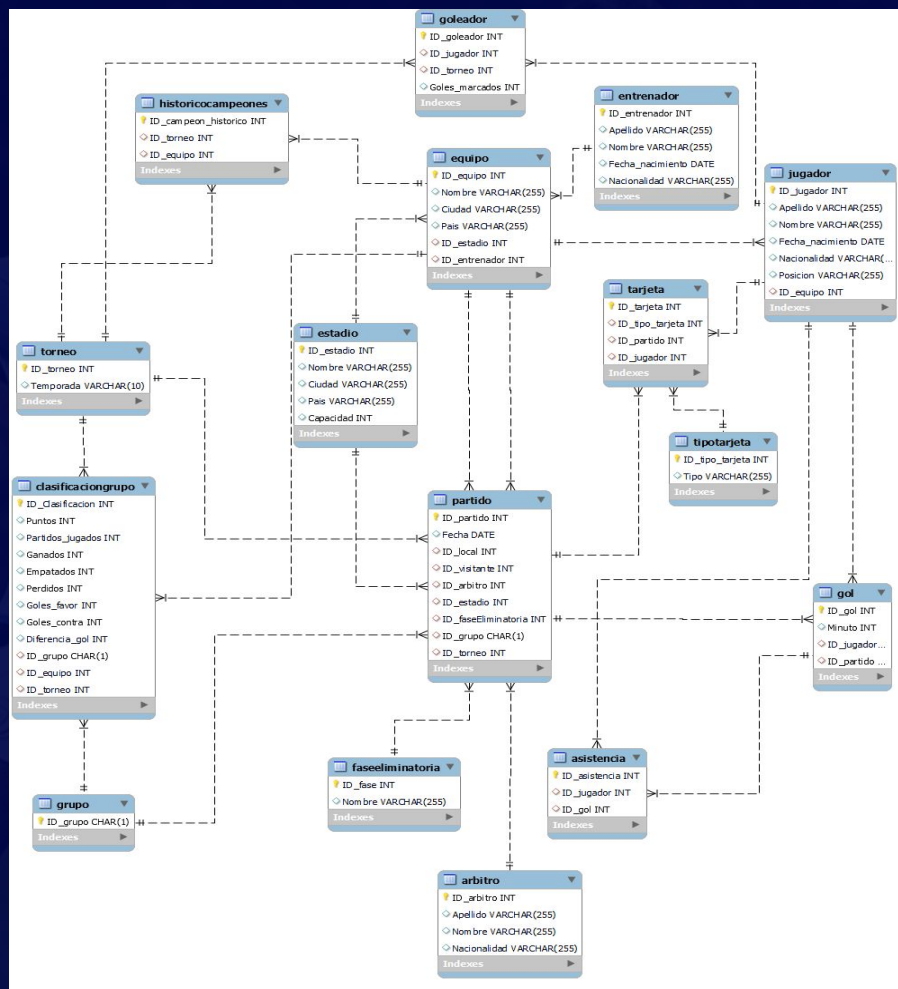 goleador
ID_goleador INT
ID_jugador INT
ID_torneo INT
Goles_marcados INT
Indexes
historicocampeones
ID_campeon_historico INT
ID_torneo INT
ID_equipo INT
Indexes
entrenador
ID_entrenador INT
Apellido VARCHAR(255)
Nombre VARCHAR(255)
Fecha_nacimiento DATE
Nacionalidad VARCHAR(255)
Indexes
equipo
ID_equipo INT
Nombre VARCHAR(255)
Ciudad VARCHAR(255)
Pais VARCHAR(255)
ID_estadio INT
ID_entrenador INT
Indexes
jugador
ID_jugador INT
Apellido VARCHAR(255)
Nombre VARCHAR(255)
Fecha_nacimiento DATE
Nacionalidad VARCHAR(...
Posicion VARCHAR(255)
ID_equipo INT
Indexes
tarjeta
ID_tarjeta INT
ID_tipo_tarjeta INT
ID_partido INT
ID_jugador INT
Indexes
estadio
ID_estadio INT
Nombre VARCHAR(255)
Ciudad VARCHAR(255)
Pais VARCHAR(255)
Capacidad INT
Indexes
torneo
ID_torneo INT
Temporada VARCHAR(10)
Indexes
tipotarjeta
ID_tipo_tarjeta INT
Tipo VARCHAR(255)
Indexes
clasificaciongrupo
ID_Clasificacion INT
Puntos INT
Partidos_jugados INT
Ganados INT
Empatados INT
Perdidos INT
Goles_favor INT
Goles_contra INT
Diferencia_gol INT
ID_grupo CHAR(1)
ID_equipo INT
ID_torneo INT
Indexes
partido
ID_partido INT
Fecha DATE
ID_local INT
ID_visitante INT
ID_arbitro INT
ID_estadio INT
ID_faseEliminatoria INT
ID_grupo CHAR(1)
ID_torneo INT
Indexes
gol
ID_gol INT
Minuto INT
ID_jugador...
ID_partido ...
Indexes
asistencia
ID_asistencia INT
ID_jugador INT
ID_gol INT
Indexes
faseeliminatoria
ID_fase INT
Nombre VARCHAR(255)
Indexes
grupo
ID_grupo CHAR(1)
Indexes
arbitro
ID_arbitro INT
Apellido VARCHAR(255)
Nombre VARCHAR(255)
Nacionalidad VARCHAR(255)
Indexes